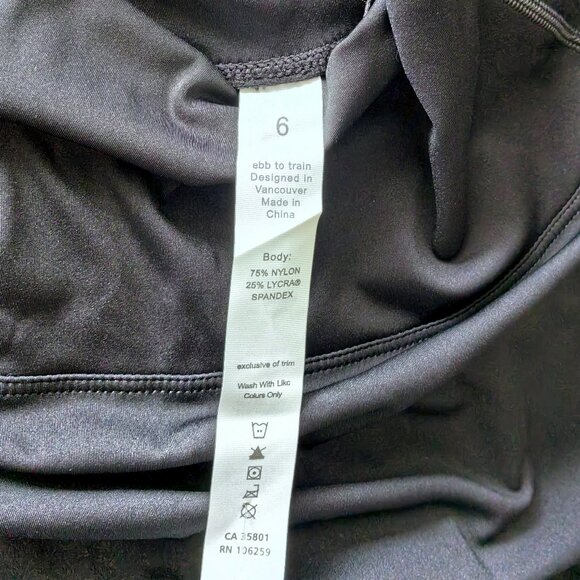 6
ebb to train
Designed in
Vancouver
Made in
China
Body:
75% NYLON
25% LYCRA®
SPANDEX
exclusive of trim
Wash With Like
Colors Only
CA 35801
RN 106259